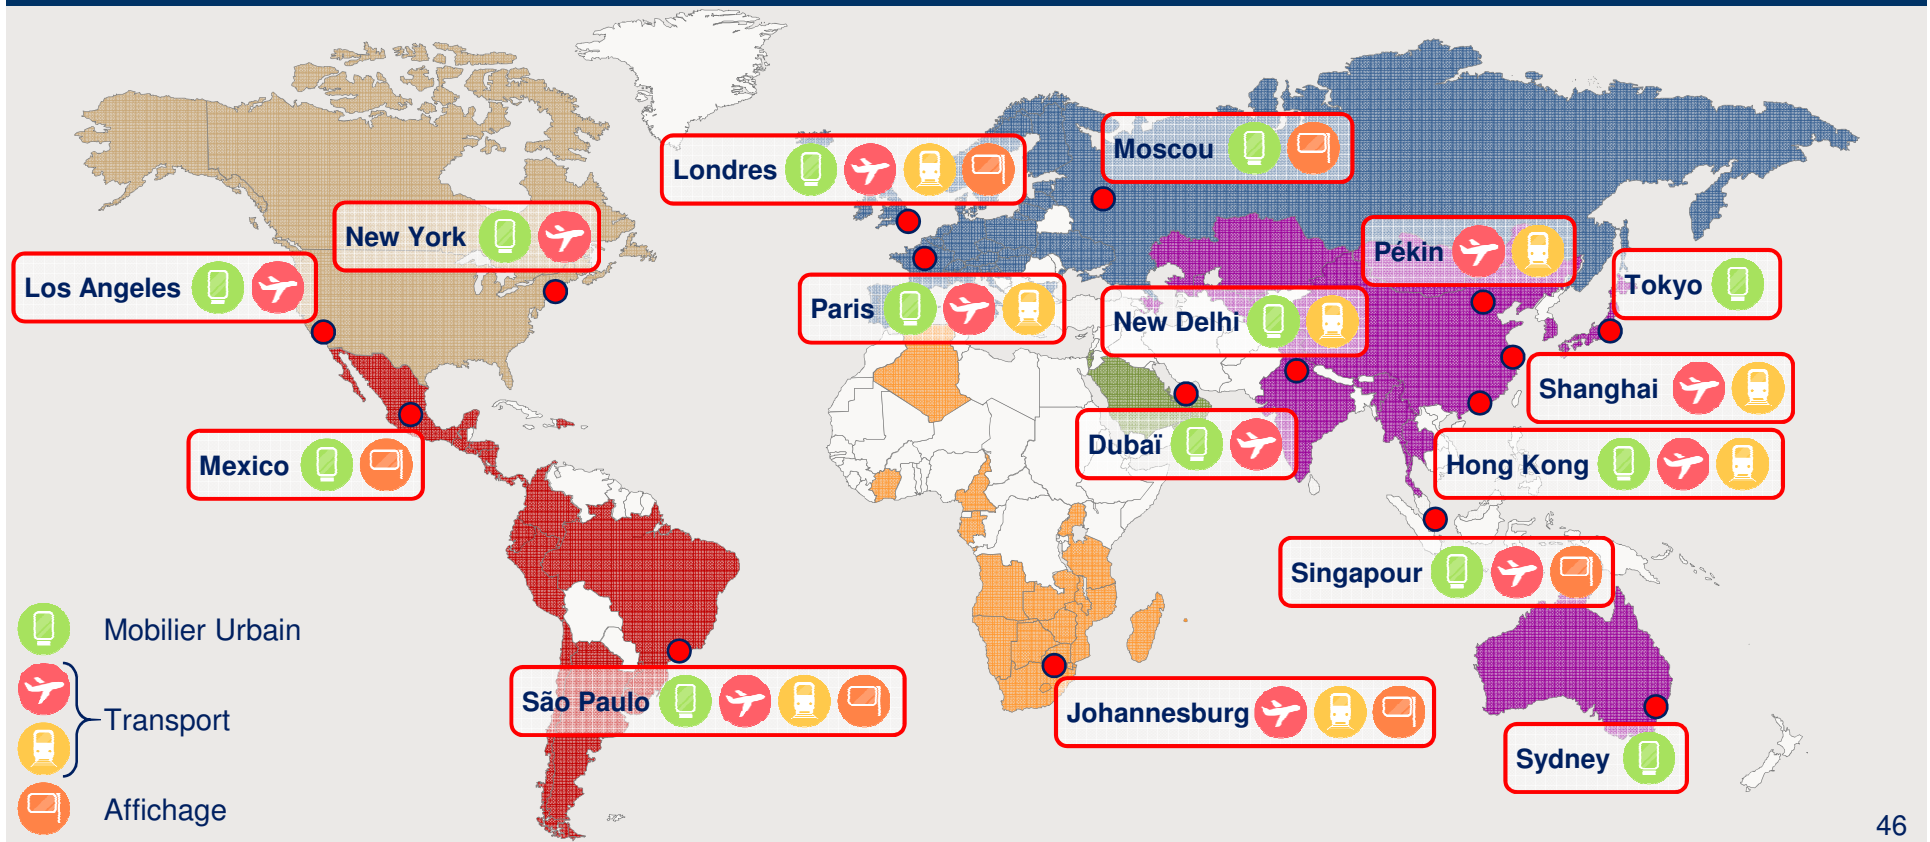 Londres
Moscou
New York
Pékin
Los Angeles
Tokyo
Paris
New Delhi
Shanghai
Dubaï
Mexico
Hong Kong
Singapour
Mobilier Urbain
São Paulo
Johannesburg
Transport
Sydney
Affichage
46